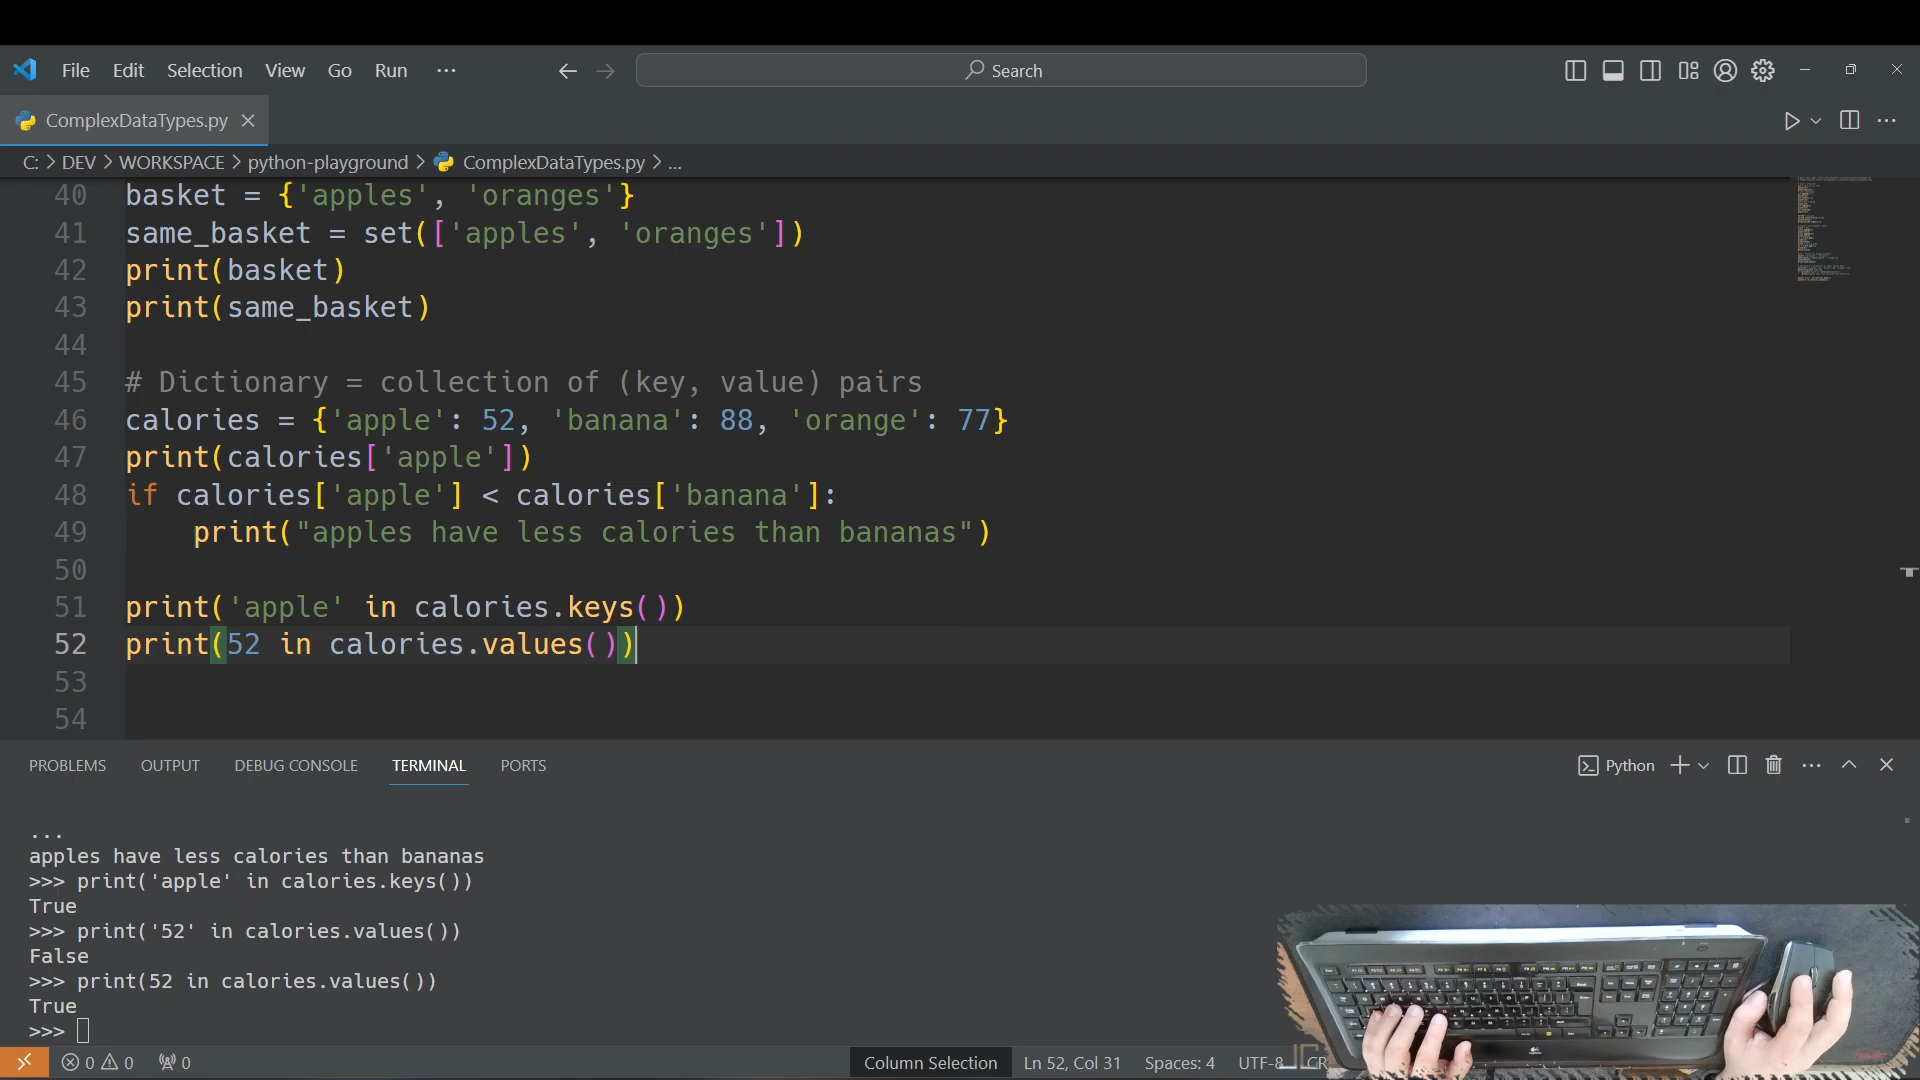 File Edit Selection View Go Run ...
Search
ComplexDataTypes.py
C: > DEV > WORKSPACE > python-playground > ComplexDataTypes.py > ...
40 basket = {'apples', 'oranges'}
41 same_basket = set(['apples', 'oranges'])
42 print(basket)
43 print(same_basket)
44
45 # Dictionary = collection of (key, value) pairs
46 calories = {'apple': 52, 'banana': 88, 'orange': 77}
47 print(calories['apple'])
48 if calories['apple'] < calories['banana']:
49     print("apples have less calories than bananas")
50
51 print('apple' in calories.keys())
52 print(52 in calories.values())
53
54
PROBLEMS OUTPUT DEBUG CONSOLE TERMINAL PORTS
Python
...
apples have less calories than bananas
>>> print('apple' in calories.keys())
True
>>> print('52' in calories.values())
False
>>> print(52 in calories.values())
True
>>>
0 0 0 Column Selection Ln 52, Col 31 Spaces: 4 UTF-8